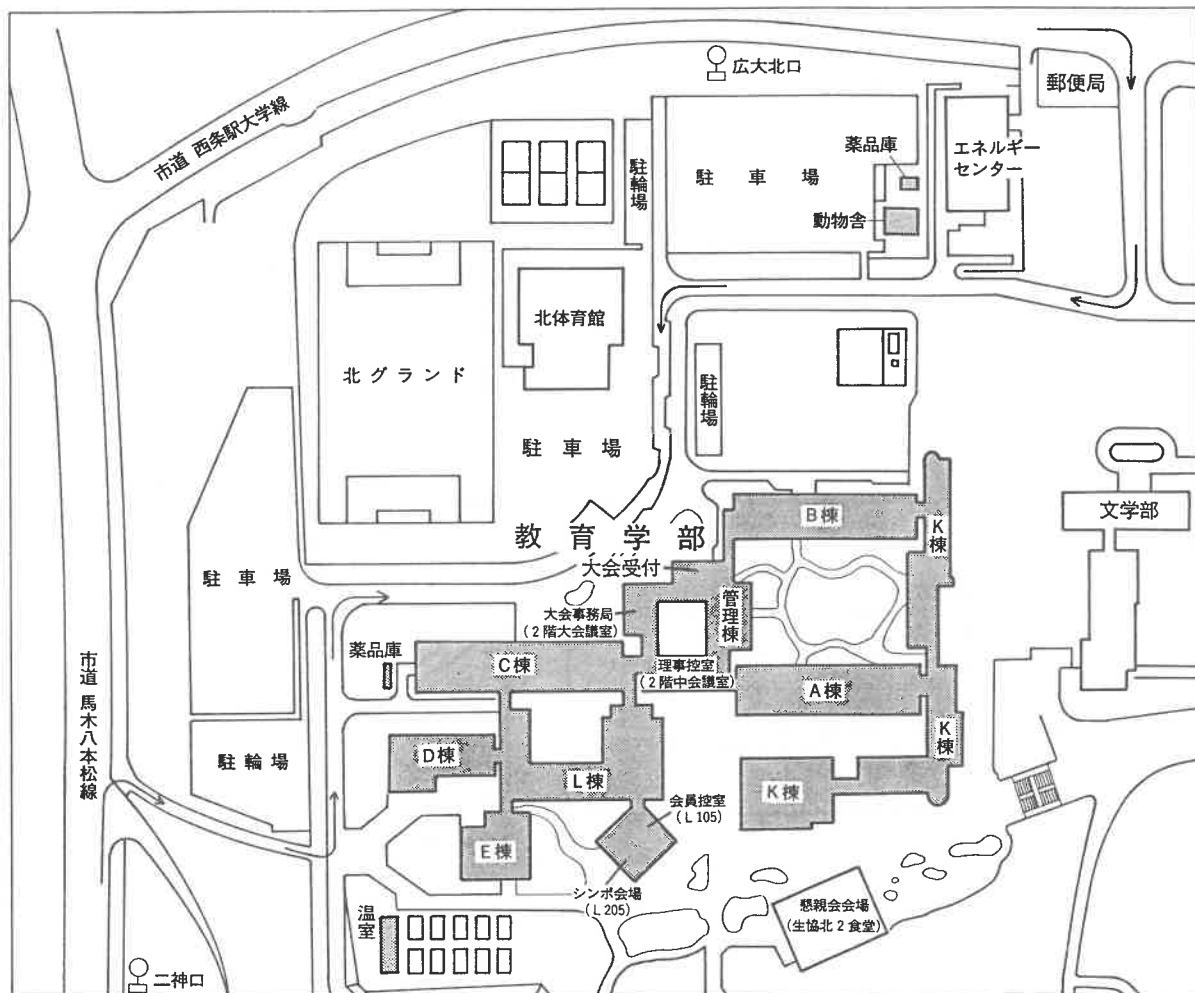 広大北口
郵便局
市道 西条駅大学線
薬品庫
エネルギー
センター
駐輪場
駐車場
動物舎
北体育館
北グランド
駐輪場
駐車場
B棟
K棟
文学部
教育学部
大会受付
駐車場
管理棟
大会事務局
(2階大会議室)
薬品庫
C棟
理事控室
(2階中会議室)
A棟
市道 馬木八本松線
K棟
駐輪場
D棟
L棟
K棟
会員控室
(L105)
E棟
シンポ会場
(L205)
懇親会会場
(生協北2食堂)
温室
二神口